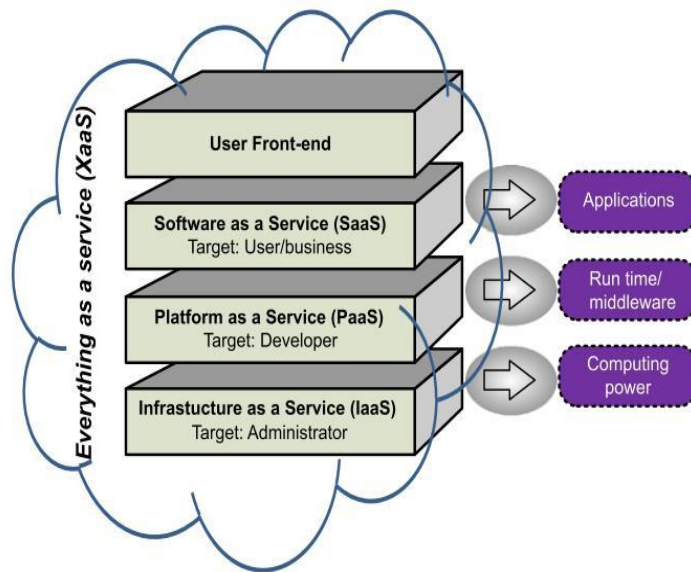 Everything as a service (XaaS)
User Front-end
Software as a Service (SaaS)
Target: User/business
Applications
Platform as a Service (PaaS)
Target: Developer
Run time/
middleware
Infrastucture as a Service (IaaS)
Target: Administrator
Computing
power